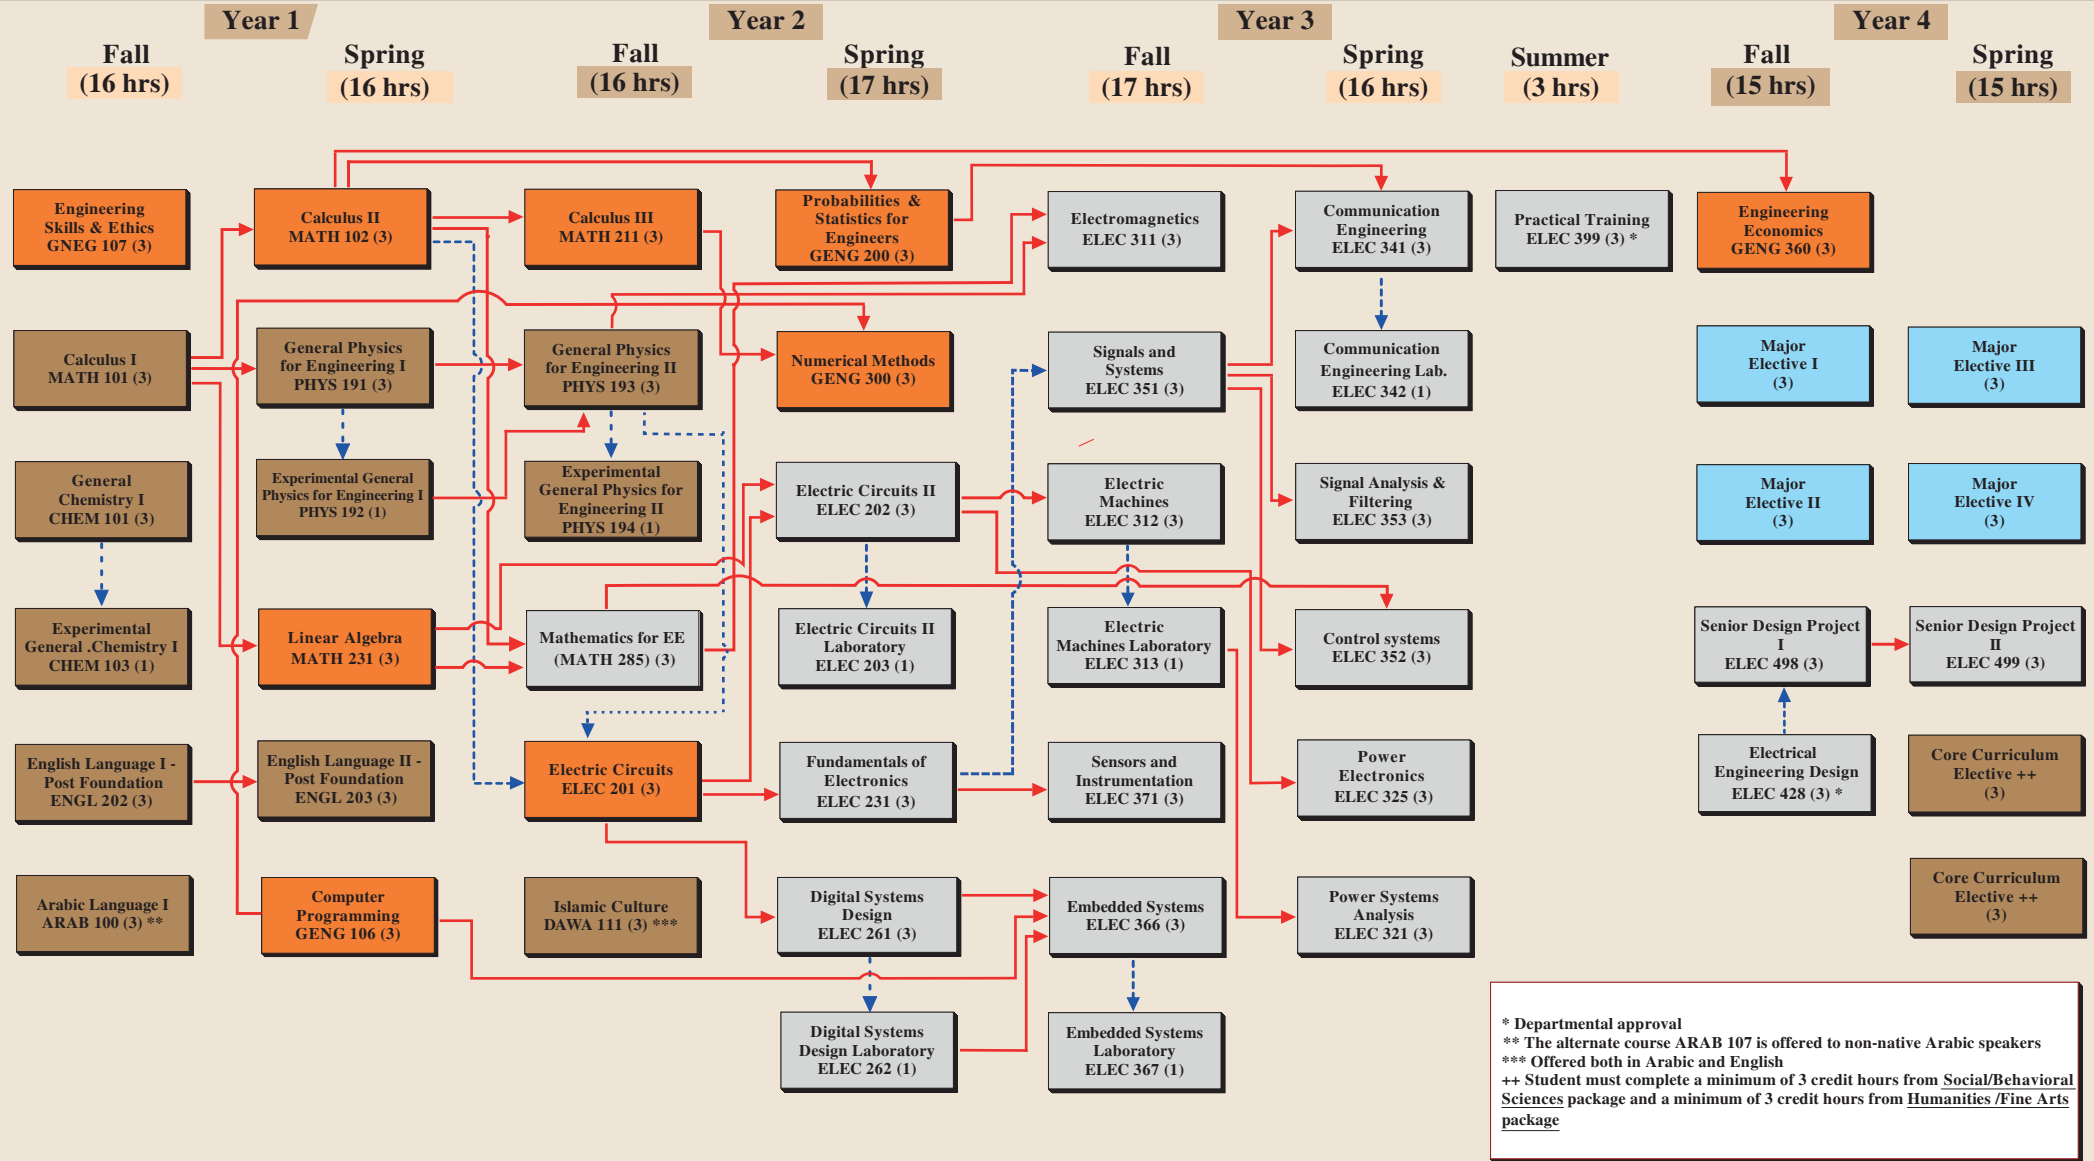 Year 1
Year 2
Year 3
Year 4
Fall
(16 hrs)
Spring
(16 hrs)
Fall
(16 hrs)
Spring
(17 hrs)
Fall
(17 hrs)
Spring
(16 hrs)
Summer
(3 hrs)
Fall
(15 hrs)
Spring
(15 hrs)
Engineering
Skills & Ethics
GNEG 107 (3)
Calculus II
MATH 102 (3)
Calculus III
MATH 211 (3)
Probabilities &
Statistics for
Engineers
GENG 200 (3)
Electromagnetics
ELEC 311 (3)
Communication
Engineering
ELEC 341 (3)
Practical Training
ELEC 399 (3) *
Engineering
Economics
GENG 360 (3)
Calculus I
MATH 101 (3)
General Physics
for Engineering I
PHYS 191 (3)
General Physics
for Engineering II
PHYS 193 (3)
Numerical Methods
GENG 300 (3)
Signals and
Systems
ELEC 351 (3)
Communication
Engineering Lab.
ELEC 342 (1)
Major
Elective I
(3)
Major
Elective III
(3)
General
Chemistry I
CHEM 101 (3)
Experimental General
Physics for Engineering I
PHYS 192 (1)
Experimental
General Physics for
Engineering II
PHYS 194 (1)
Electric Circuits II
ELEC 202 (3)
Electric
Machines
ELEC 312 (3)
Signal Analysis &
Filtering
ELEC 353 (3)
Major
Elective II
(3)
Major
Elective IV
(3)
Experimental
General .Chemistry I
CHEM 103 (1)
Linear Algebra
MATH 231 (3)
Mathematics for EE
(MATH 285) (3)
Electric Circuits II
Laboratory
ELEC 203 (1)
Electric
Machines Laboratory
ELEC 313 (1)
Control systems
ELEC 352 (3)
Senior Design Project
I
ELEC 498 (3)
Senior Design Project
II
ELEC 499 (3)
English Language I -
Post Foundation
ENGL 202 (3)
English Language II -
Post Foundation
ENGL 203 (3)
Electric Circuits
ELEC 201 (3)
Fundamentals of
Electronics
ELEC 231 (3)
Sensors and
Instrumentation
ELEC 371 (3)
Power
Electronics
ELEC 325 (3)
Electrical
Engineering Design
ELEC 428 (3) *
Core Curriculum
Elective ++
(3)
Arabic Language I
ARAB 100 (3) **
Computer
Programming
GENG 106 (3)
Islamic Culture
DAWA 111 (3) ***
Digital Systems
Design
ELEC 261 (3)
Embedded Systems
ELEC 366 (3)
Power Systems
Analysis
ELEC 321 (3)
Core Curriculum
Elective ++
(3)
Digital Systems
Design Laboratory
ELEC 262 (1)
Embedded Systems
Laboratory
ELEC 367 (1)
* Departmental approval
** The alternate course ARAB 107 is offered to non-native Arabic speakers
*** Offered both in Arabic and English
++ Student must complete a minimum of 3 credit hours from Social/Behavioral
Sciences package and a minimum of 3 credit hours from Humanities /Fine Arts
package